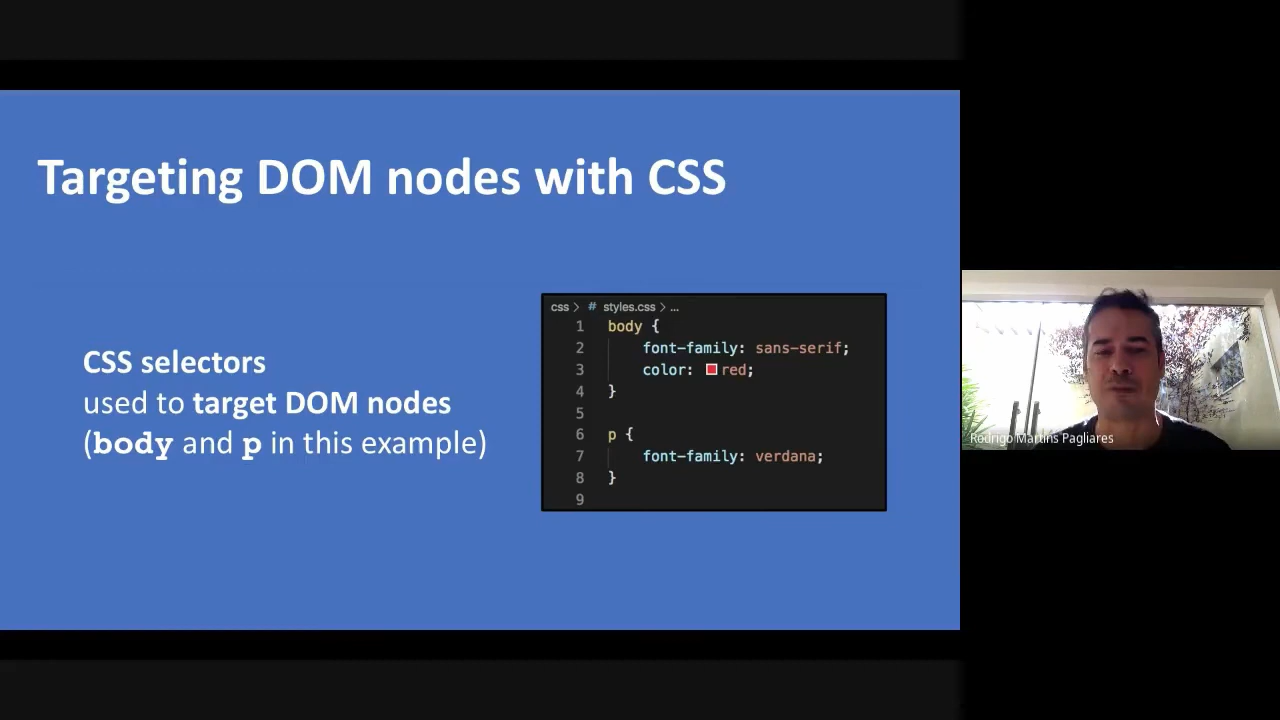 Targeting DOM nodes with CSS
CSS selectors
used to target DOM nodes
(body and p in this example)
css > # styles.css > ...
1 body {
2 font-family: sans-serif;
3 color: red;
4 }
5
6 p {
7 font-family: verdana;
8 }
9
Rodrigo Martins Pagliares